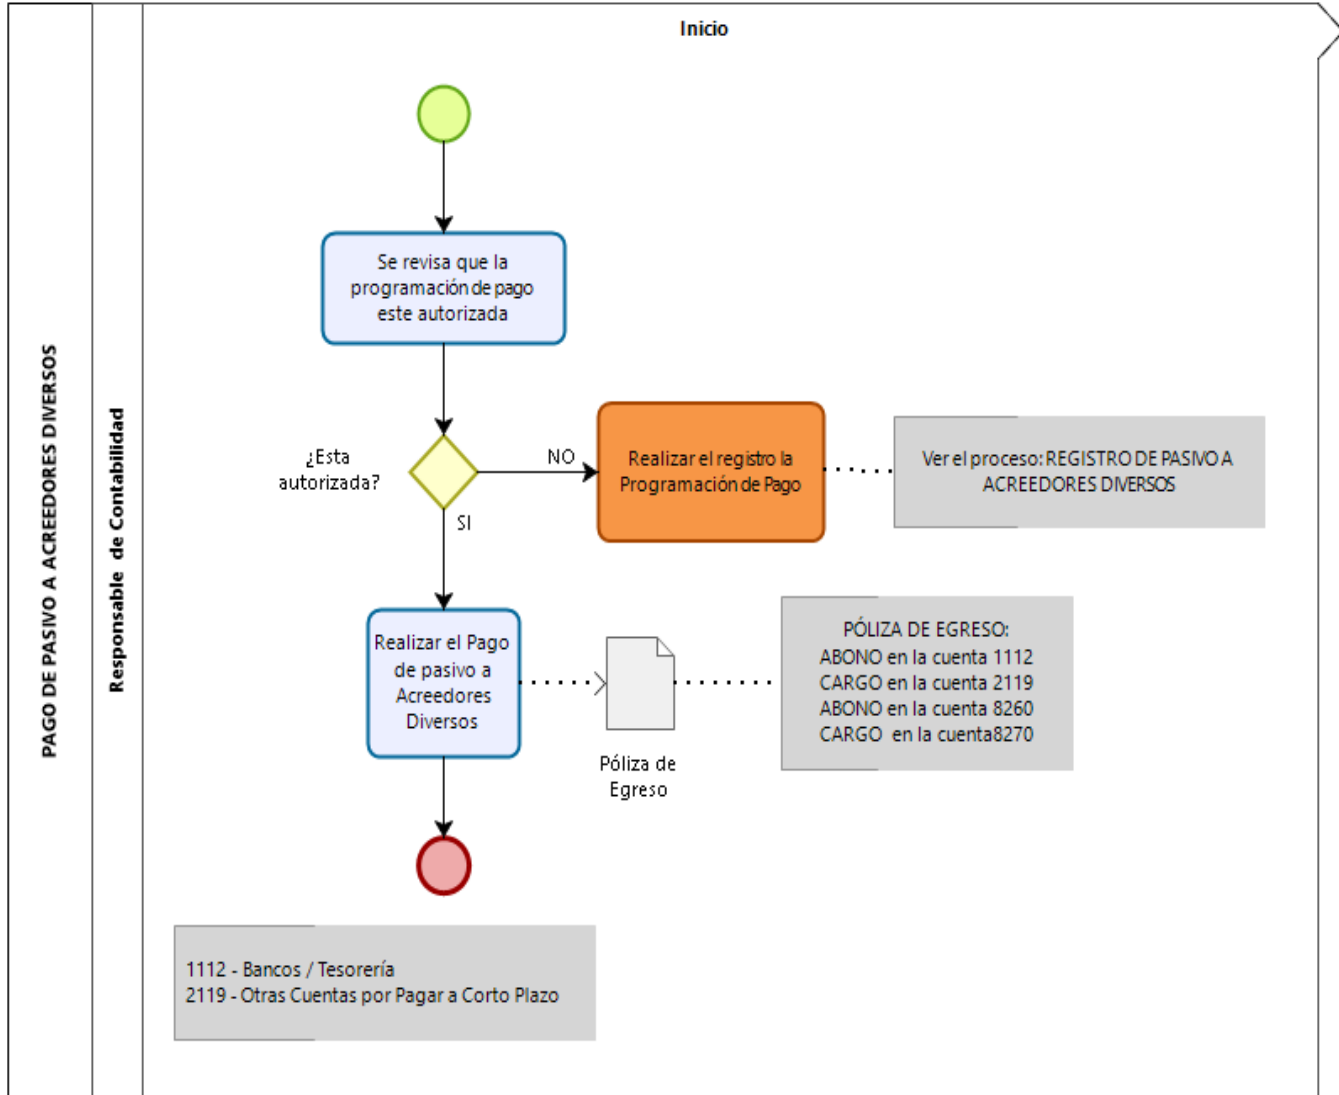 PAGO DE PASIVO A ACREEDORES DIVERSOS
Responsable de Contabilidad
Inicio
Se revisa que la
programación de pago
este autorizada
¿Esta
autorizada?
NO
SI
Realizar el registro la
Programación de Pago
Ver el proceso: REGISTRO DE PASIVO A
ACREEDORES DIVERSOS
Realizar el Pago
de pasivo a
Acreedores
Diversos
Póliza de
Egreso
PÓLIZA DE EGRESO:
ABONO en la cuenta 1112
CARGO en la cuenta 2119
ABONO en la cuenta 8260
CARGO en la cuenta8270
1112 - Bancos / Tesorería
2119 - Otras Cuentas por Pagar a Corto Plazo